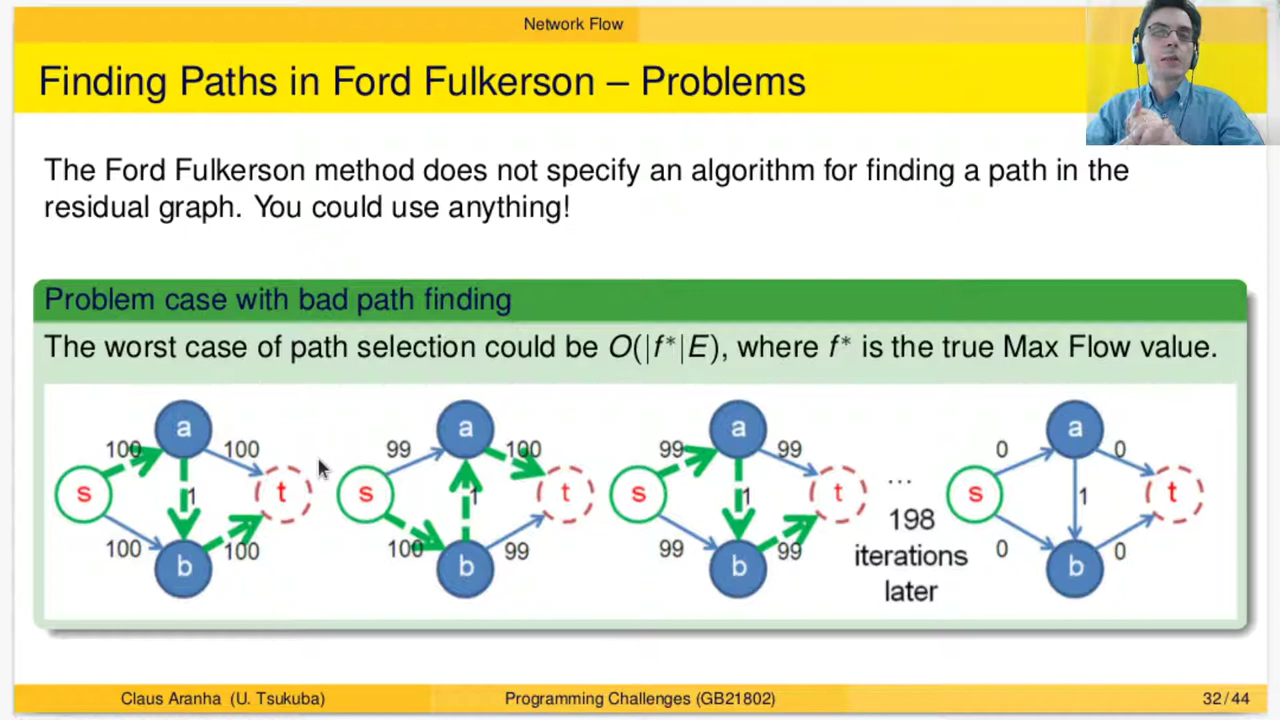 Network Flow
Finding Paths in Ford Fulkerson – Problems
The Ford Fulkerson method does not specify an algorithm for finding a path in the
residual graph. You could use anything!
Problem case with bad path finding
The worst case of path selection could be O(|f*|E), where f* is the true Max Flow value.
a
100 100
s 1 t
100 100
b
a
99 100
s 1 t
100 99
b
a
99 99
s 1 t
99 99
b
...
198
iterations
later
a
0 0
s 1 t
0 0
b
Claus Aranha (U. Tsukuba) Programming Challenges (GB21802) 32/44